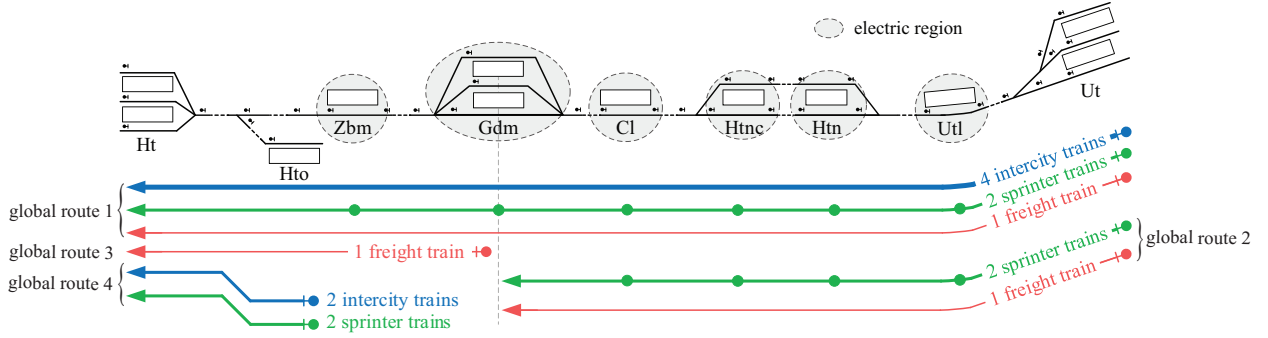 electric region
Ht
Hto
Zbm
Gdm
Cl
Htnc
Htn
Utl
Ut
global route 1
4 intercity trains
2 sprinter trains
1 freight train
global route 3
1 freight train
global route 2
2 sprinter trains
1 freight train
global route 4
2 intercity trains
2 sprinter trains